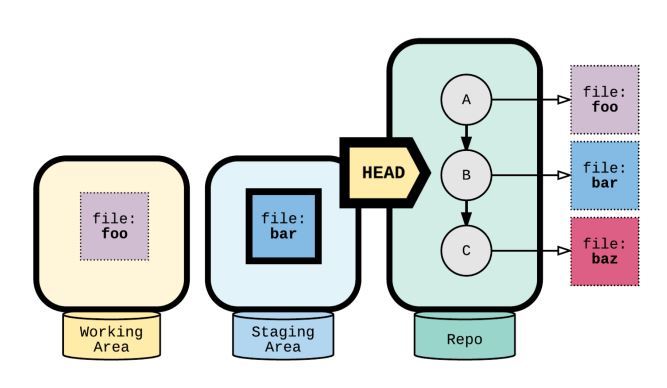 file:
foo
Working
Area
file:
bar
Staging
Area
HEAD
A
B
C
Repo
file:
foo
file:
bar
file:
baz